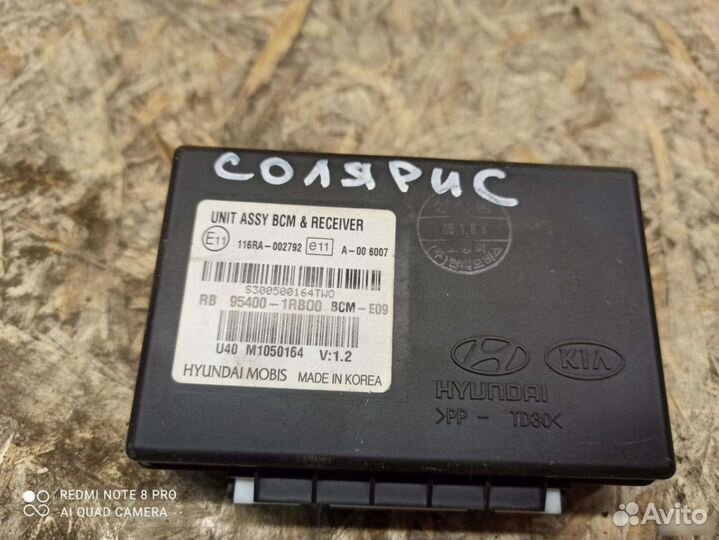 СОЛЯРИС
UNIT ASSY BCM & RECEIVER
E11 116RA-002792 e11 A-00 6007
S300500164TWO
RB 95400-1RB00 BCM-E09
U40 M1050164 V:1.2
HYUNDAI MOBIS MADE IN KOREA
KIA
HYUNDAI
>PP - TD30<
REDMI NOTE 8 PRO
AI QUAD CAMERA
Avito